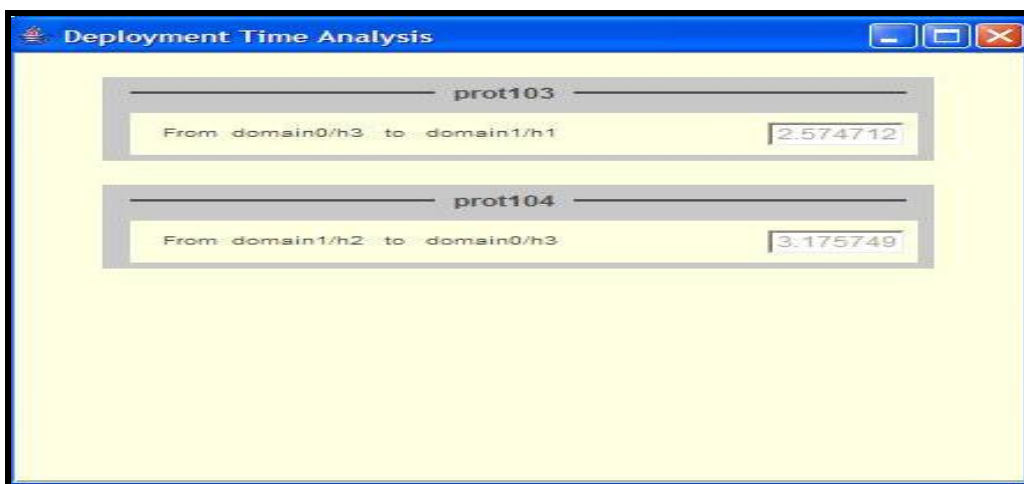 Deployment Time Analysis
prot103
From domain0/h3 to domain1/h1 2.574712
prot104
From domain1/h2 to domain0/h3 3.175749